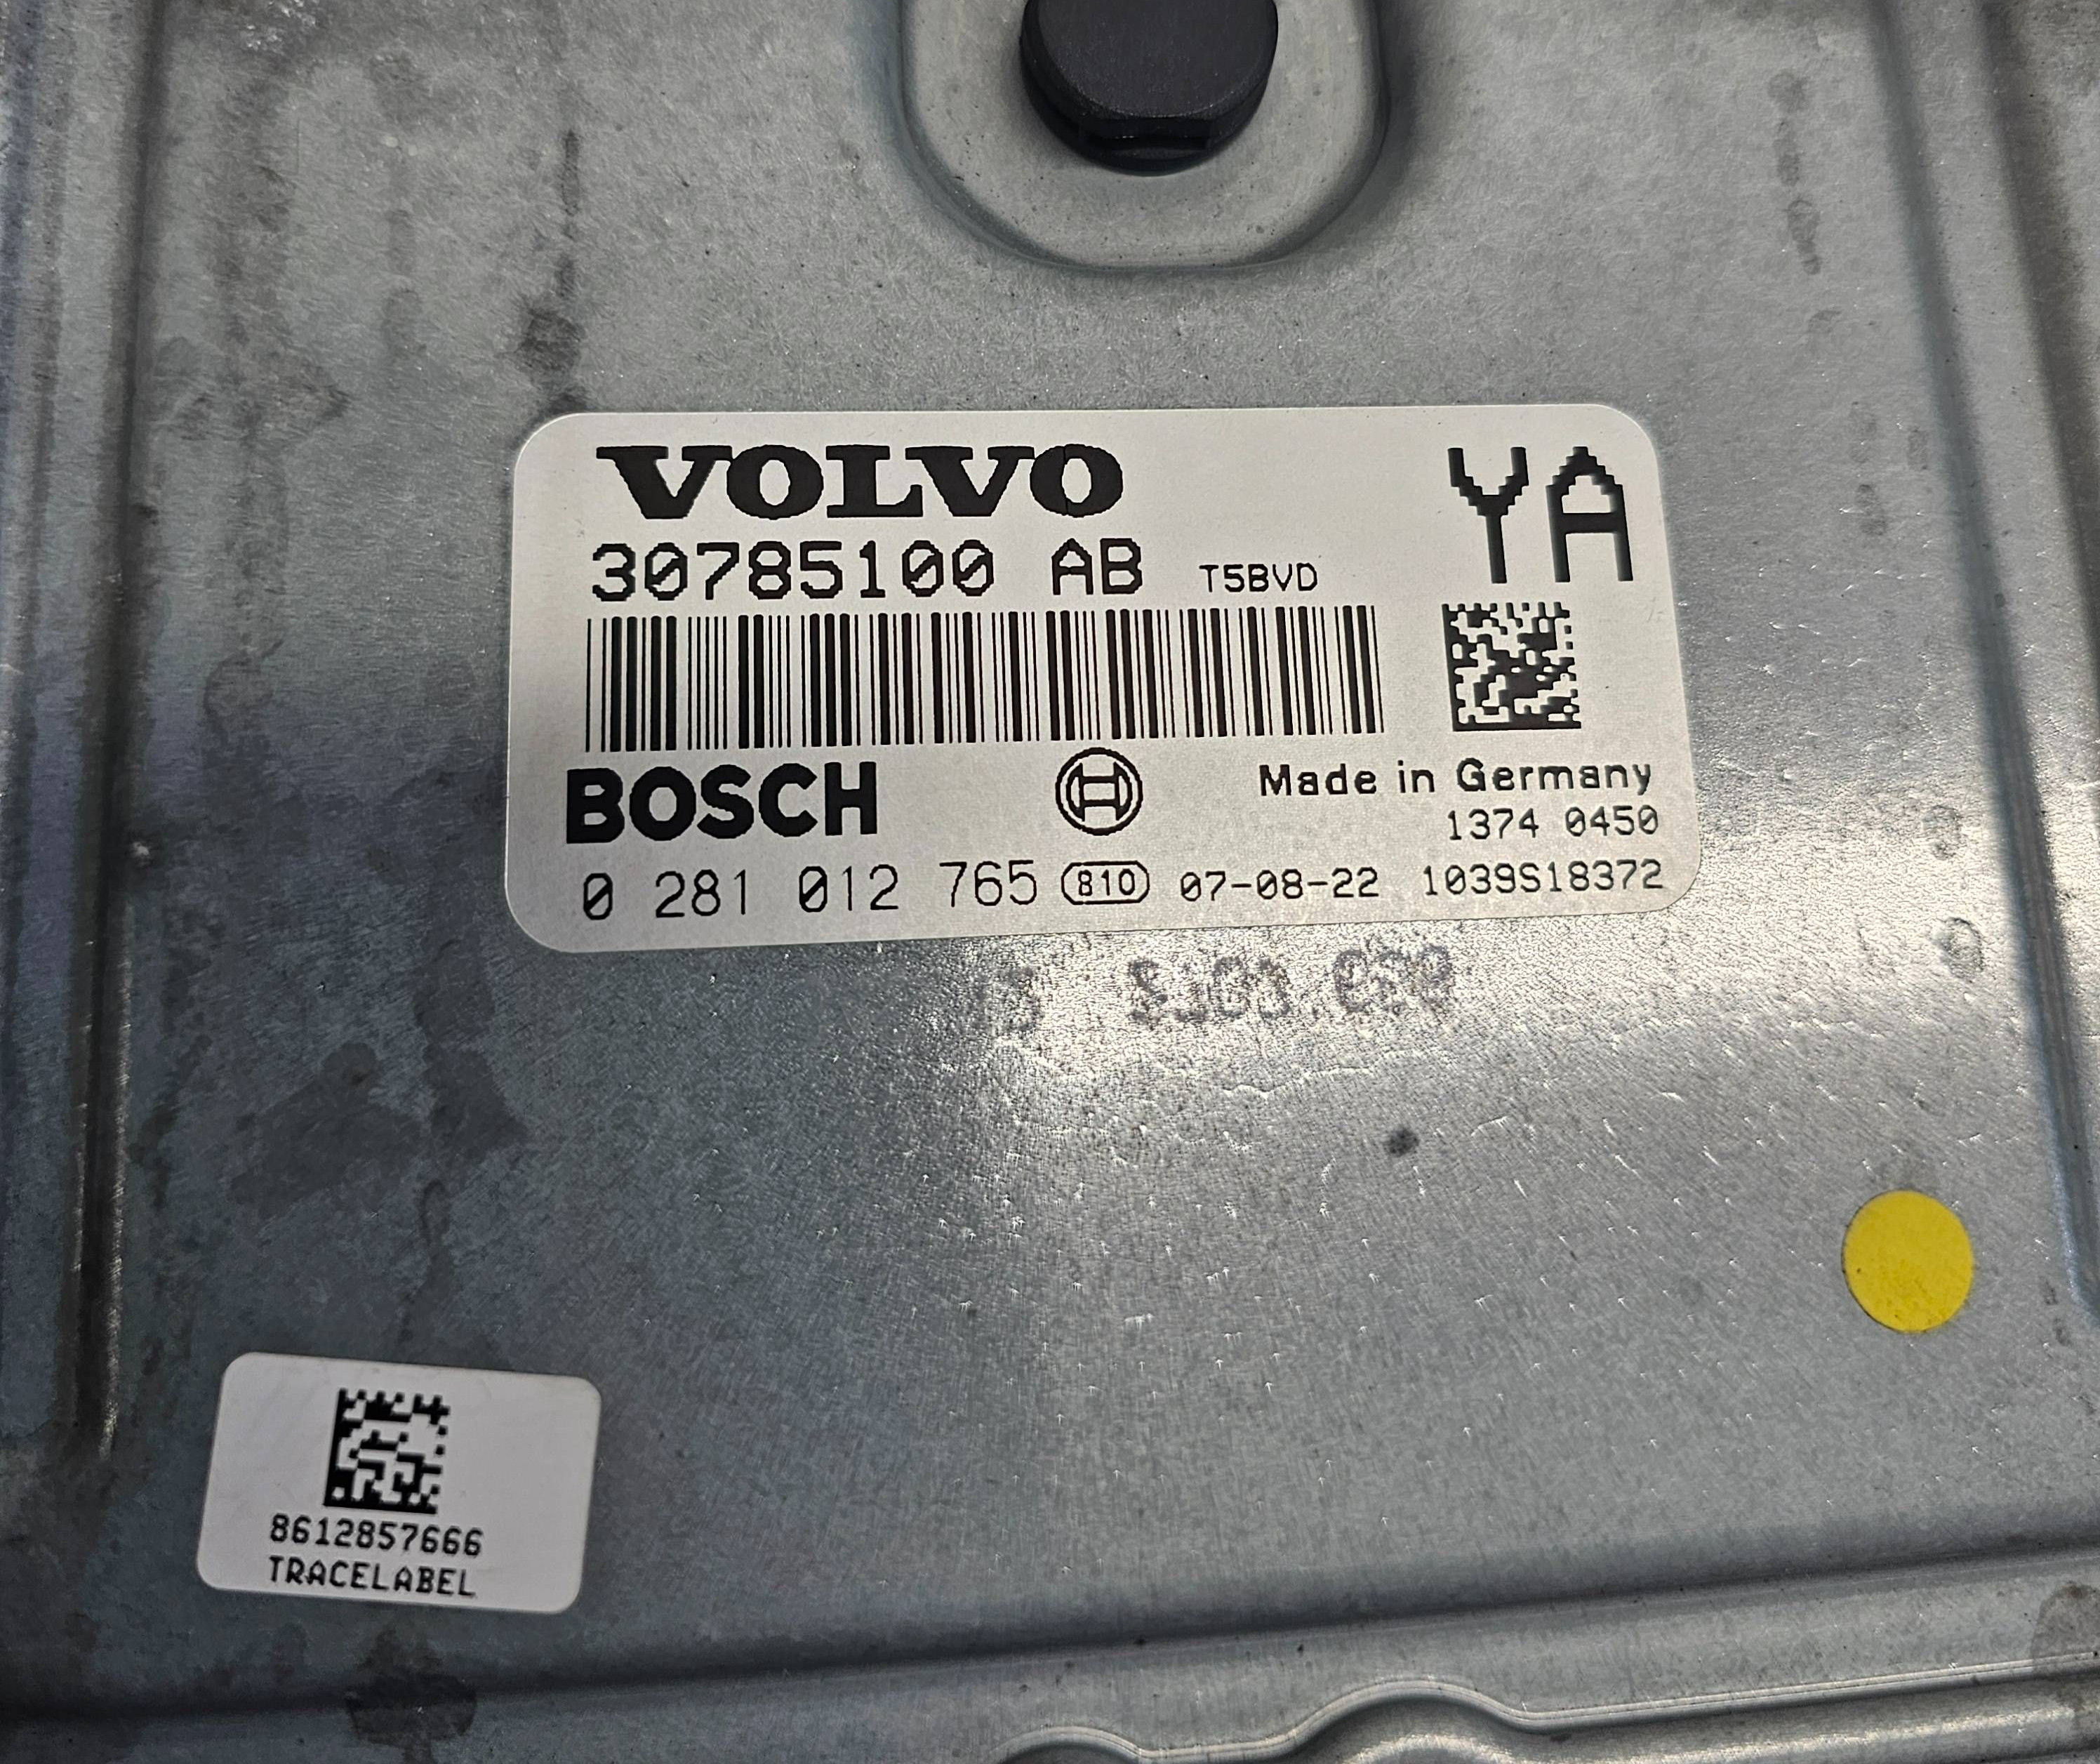 VOLVO YA
30785100 AB T5BVD
BOSCH Made in Germany
1374 0450
0 281 012 765 810 07-08-22 1039S18372
8612857666
TRACELABEL